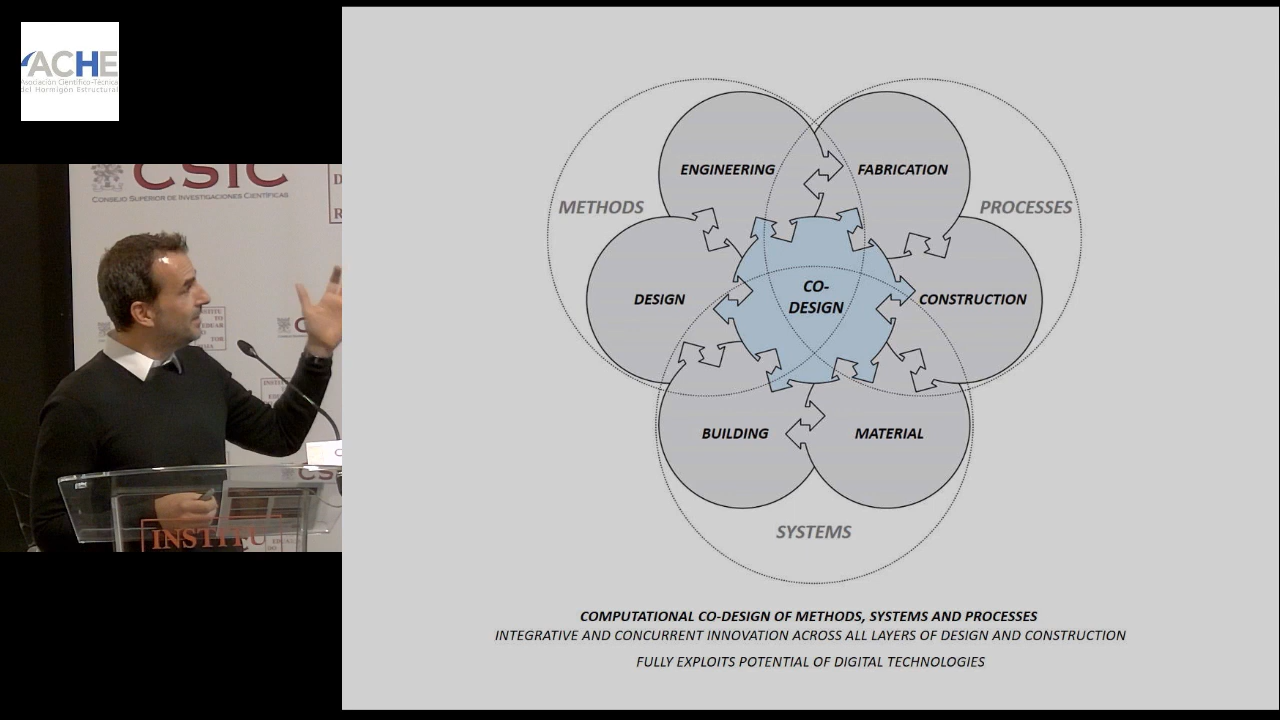 ACHE
Asociación Científico-Técnica
del Hormigón Estructural
CSIC
CONSEJO SUPERIOR DE INVESTIGACIONES CIENTÍFICAS
INSTITU
ENGINEERING
FABRICATION
METHODS
PROCESSES
CO-
DESIGN
DESIGN
CONSTRUCTION
BUILDING
MATERIAL
SYSTEMS
COMPUTATIONAL CO-DESIGN OF METHODS, SYSTEMS AND PROCESSES
INTEGRATIVE AND CONCURRENT INNOVATION ACROSS ALL LAYERS OF DESIGN AND CONSTRUCTION
FULLY EXPLOITS POTENTIAL OF DIGITAL TECHNOLOGIES